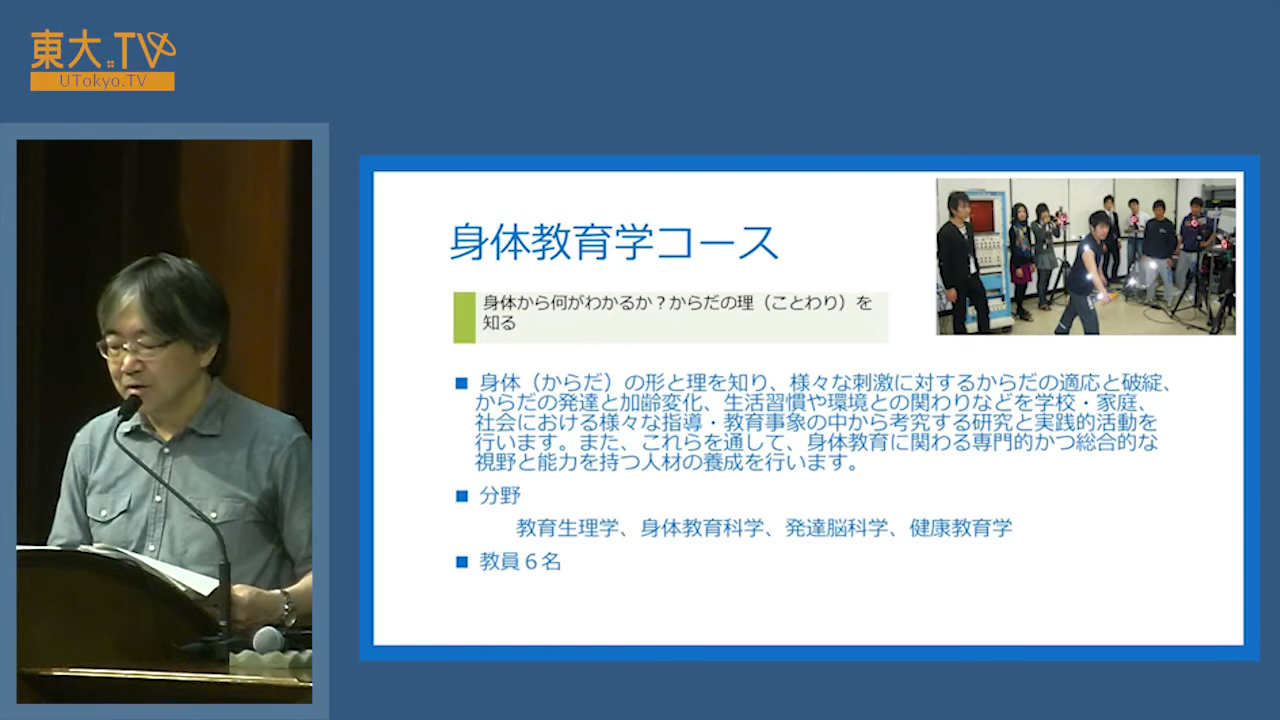 東大.TV
UTokyo.TV
身体教育学コース
身体から何がわかるか？からだの理（ことわり）を
知る
■ 身体（からだ）の形と理を知り、様々な刺激に対するからだの適応と破綻、
からだの発達と加齢変化、生活習慣や環境との関わりなどを学校・家庭、
社会における様々な指導・教育事象の中から考究する研究と実践的活動を
行います。また、これらを通して、身体教育に関わる専門的かつ総合的な
視野と能力を持つ人材の養成を行います。
■ 分野
教育生理学、身体教育科学、発達脳科学、健康教育学
■ 教員６名